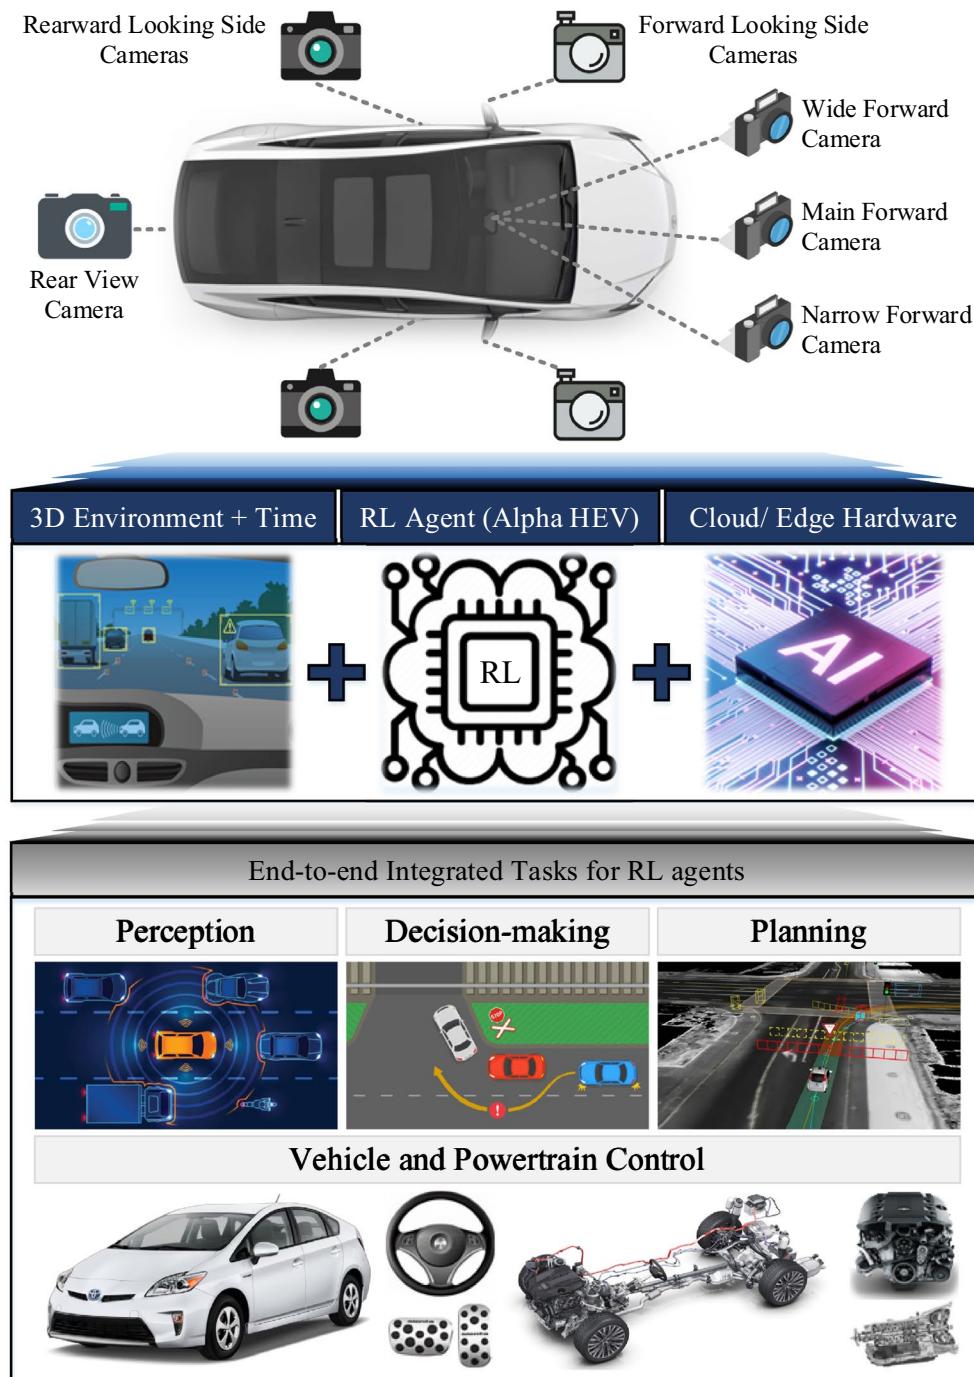 Rearward Looking Side
Cameras
Forward Looking Side
Cameras
Wide Forward
Camera
Main Forward
Camera
Rear View
Camera
Narrow Forward
Camera
3D Environment + Time
RL Agent (Alpha HEV)
Cloud/ Edge Hardware
RL
AI
End-to-end Integrated Tasks for RL agents
Perception
Decision-making
Planning
STOP
!
Vehicle and Powertrain Control